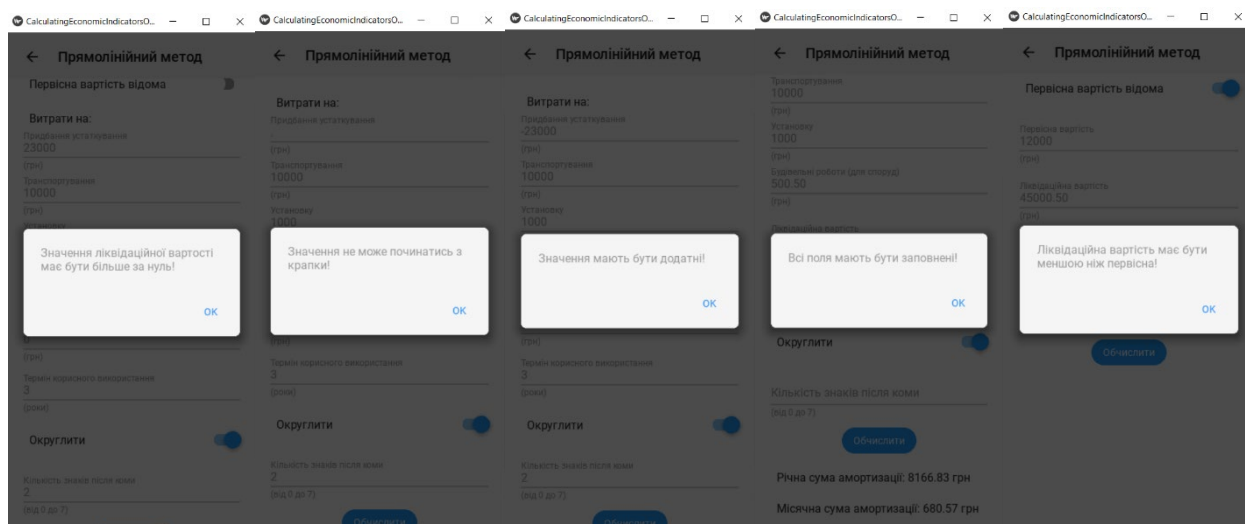 CalculatingEconomicIndicatorsO...
Прямолінійний метод
Первісна вартість відома
Витрати на:
Придбання устаткування
23000
(грн)
Транспортування
10000
(грн)
Установку
Значення ліквідаційної вартості
має бути більше за нуль!
OK
0
(грн)
Термін корисного використання
3
(роки)
Округлити
Кількість знаків після коми
2
(від 0 до 7)
CalculatingEconomicIndicatorsO...
Прямолінійний метод
Витрати на:
Придбання устаткування
.
(грн)
Транспортування
10000
(грн)
Установку
1000
Значення не може починатись з
крапки!
OK
(грн)
Термін корисного використання
3
(роки)
Округлити
Кількість знаків після коми
2
(від 0 до 7)
Обчислити
CalculatingEconomicIndicatorsO...
Прямолінійний метод
Витрати на:
Придбання устаткування
-23000
(грн)
Транспортування
10000
(грн)
Установку
1000
Значення мають бути додатні!
OK
(грн)
Термін корисного використання
3
(роки)
Округлити
Кількість знаків після коми
2
(від 0 до 7)
Обчислити
CalculatingEconomicIndicatorsO...
Прямолінійний метод
Транспортування
10000
(грн)
Установку
1000
(грн)
Будівельні роботи (для споруд)
500.50
(грн)
Ліквідаційна вартість
Всі поля мають бути заповнені!
OK
Округлити
Кількість знаків після коми
(від 0 до 7)
Обчислити
Річна сума амортизації: 8166.83 грн
Місячна сума амортизації: 680.57 грн
CalculatingEconomicIndicatorsO...
Прямолінійний метод
Первісна вартість відома
Первісна вартість
12000
(грн)
Ліквідаційна вартість
45000.50
(грн)
Ліквідаційна вартість має бути
меншою ніж первісна!
OK
Обчислити